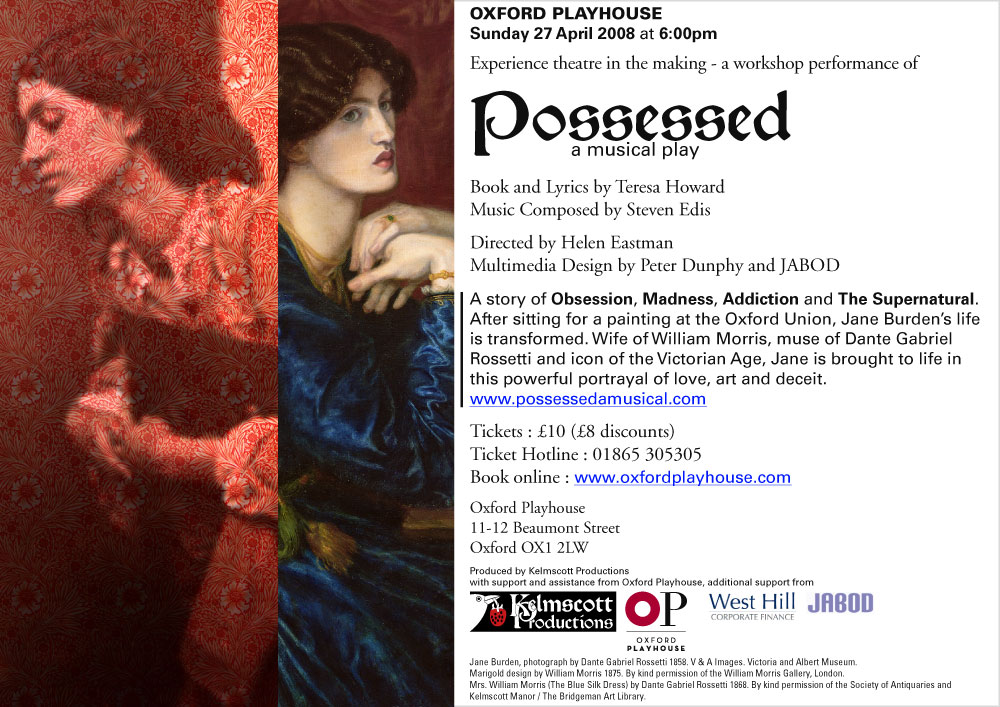 OXFORD PLAYHOUSE
Sunday 27 April 2008 at 6:00pm
Experience theatre in the making - a workshop performance of
Possessed
a musical play
Book and Lyrics by Teresa Howard
Music Composed by Steven Edis
Directed by Helen Eastman
Multimedia Design by Peter Dunphy and JABOD
A story of Obsession, Madness, Addiction and The Supernatural.
After sitting for a painting at the Oxford Union, Jane Burden's life
is transformed. Wife of William Morris, muse of Dante Gabriel
Rossetti and icon of the Victorian Age, Jane is brought to life in
this powerful portrayal of love, art and deceit.
www.possessedamusical.com
Tickets : £10 (£8 discounts)
Ticket Hotline : 01865 305305
Book online : www.oxfordplayhouse.com
Oxford Playhouse
11-12 Beaumont Street
Oxford OX1 2LW
Produced by Kelmscott Productions
with support and assistance from Oxford Playhouse, additional support from
Kelmscott
Productions
OP
OXFORD
PLAYHOUSE
West Hill
CORPORATE FINANCE
JABOD
Jane Burden, photograph by Dante Gabriel Rossetti 1858. V & A Images. Victoria and Albert Museum.
Marigold design by William Morris 1875. By kind permission of the William Morris Gallery, London.
Mrs. William Morris (The Blue Silk Dress) by Dante Gabriel Rossetti 1868. By kind permission of the Society of Antiquaries and
Kelmscott Manor / The Bridgeman Art Library.